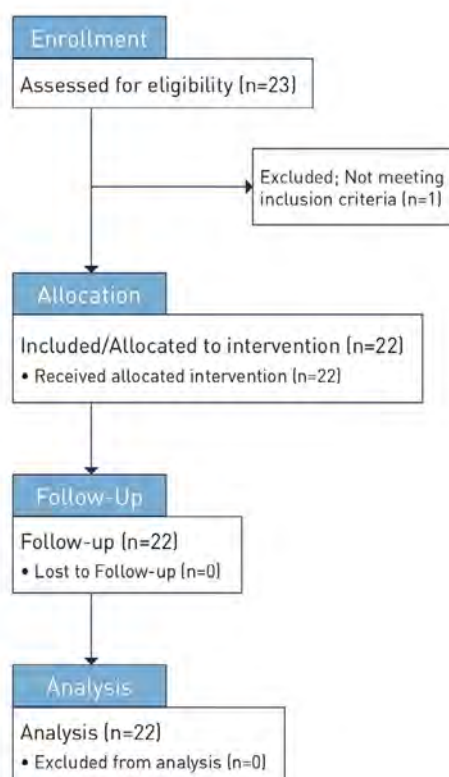 Enrollment
Assessed for eligibility (n=23)
Excluded; Not meeting
inclusion criteria (n=1)
Allocation
Included/Allocated to intervention (n=22)
• Received allocated intervention (n=22)
Follow-Up
Follow-up (n=22)
• Lost to Follow-up (n=0)
Analysis
Analysis (n=22)
• Excluded from analysis (n=0)